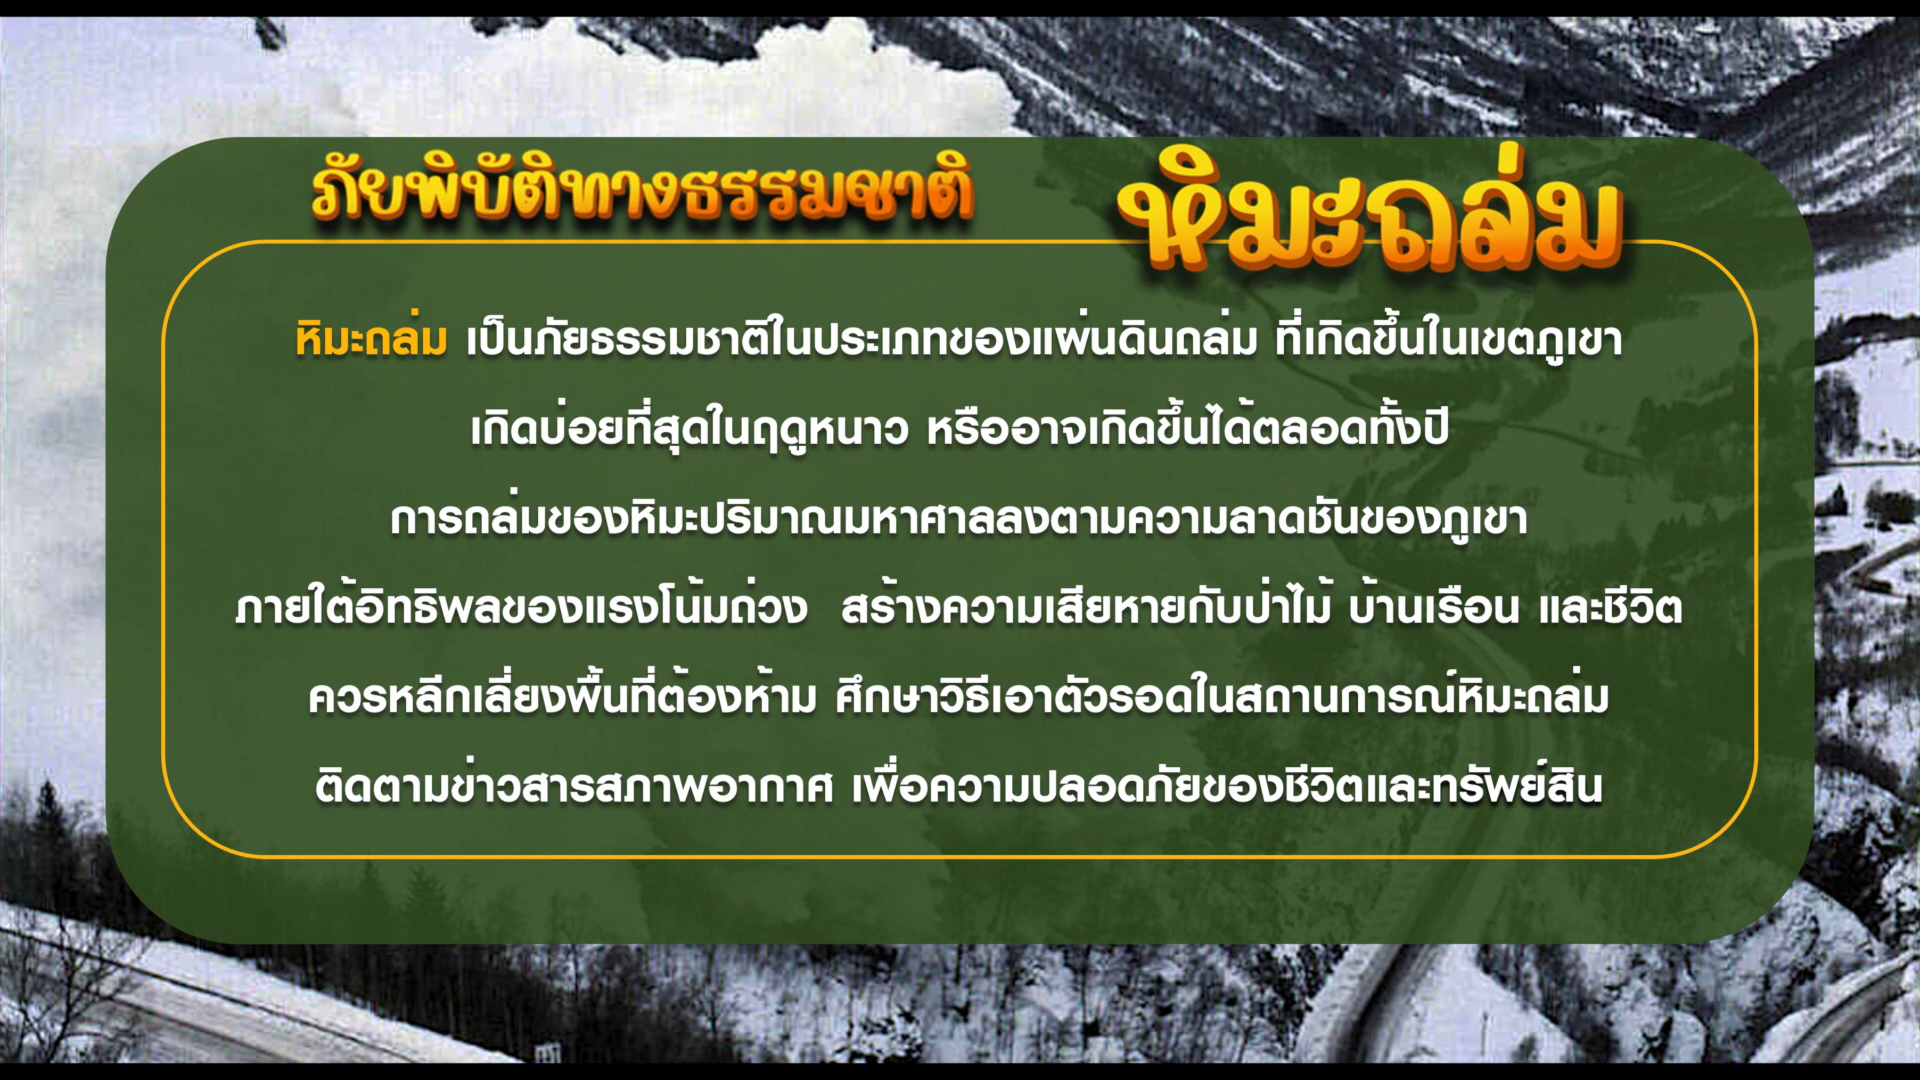 ภัยพิบัติทางธรรมชาติ หิมะถล่ม
หิมะถล่ม เป็นภัยธรรมชาติในประเภทของแผ่นดินถล่ม ที่เกิดขึ้นในเขตภูเขา
เกิดบ่อยที่สุดในฤดูหนาว หรืออาจเกิดขึ้นได้ตลอดทั้งปี
การถล่มของหิมะปริมาณมหาศาลลงตามความลาดชันของภูเขา
ภายใต้อิทธิพลของแรงโน้มถ่วง สร้างความเสียหายกับป่าไม้ บ้านเรือน และชีวิต
ควรหลีกเลี่ยงพื้นที่ต้องห้าม ศึกษาวิธีเอาตัวรอดในสถานการณ์หิมะถล่ม
ติดตามข่าวสารสภาพอากาศ เพื่อความปลอดภัยของชีวิตและทรัพย์สิน